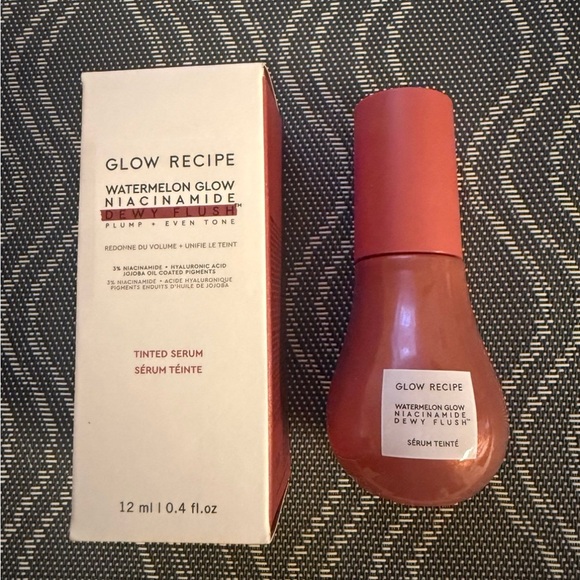 GLOW RECIPE
WATERMELON GLOW
NIACINAMIDE
DEWY FLUSH™
PLUMP + EVEN TONE
REDONNE DU VOLUME + UNIFIE LE TEINT
3% NIACINAMIDE + HYALURONIC ACID
JOJOBA OIL COATED PIGMENTS
3% NIACINAMIDE + ACIDE HYALURONIQUE
PIGMENTS ENDUITS D'HUILE DE JOJOBA
TINTED SERUM
SÉRUM TEINTÉ
12 ml | 0.4 fl.oz
GLOW RECIPE
WATERMELON GLOW
NIACINAMIDE
DEWY FLUSH™
SÉRUM TEINTÉ